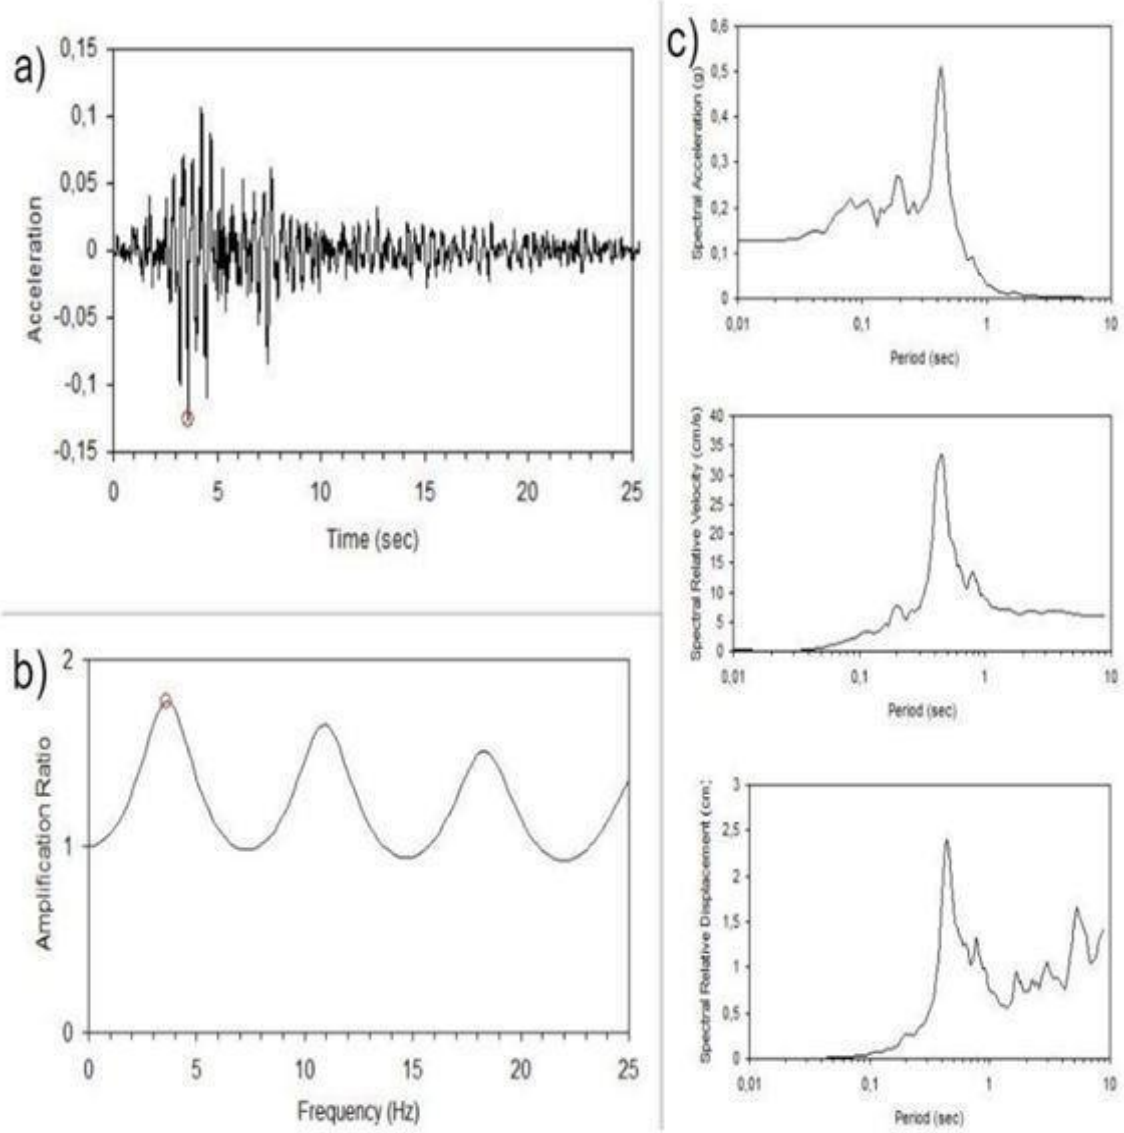 a)
0,15
0,1
0,05
0
-0,05
-0,1
-0,15
Acceleration
0 5 10 15 20 25
Time (sec)
b)
2
1
0
Amplification Ratio
0 5 10 15 20 25
Frequency (Hz)
c)
0,6
0,5
0,4
0,3
0,2
0,1
0
Spectral Acceleration (g)
0,01 0,1 1 10
Period (sec)
40
35
30
25
20
15
10
5
0
Spectral Relative Velocity (cm/s)
0,01 0,1 1 10
Period (sec)
3
2,5
2
1,5
1
0,5
0
Spectral Relative Displacement (cm)
0,01 0,1 1 10
Period (sec)